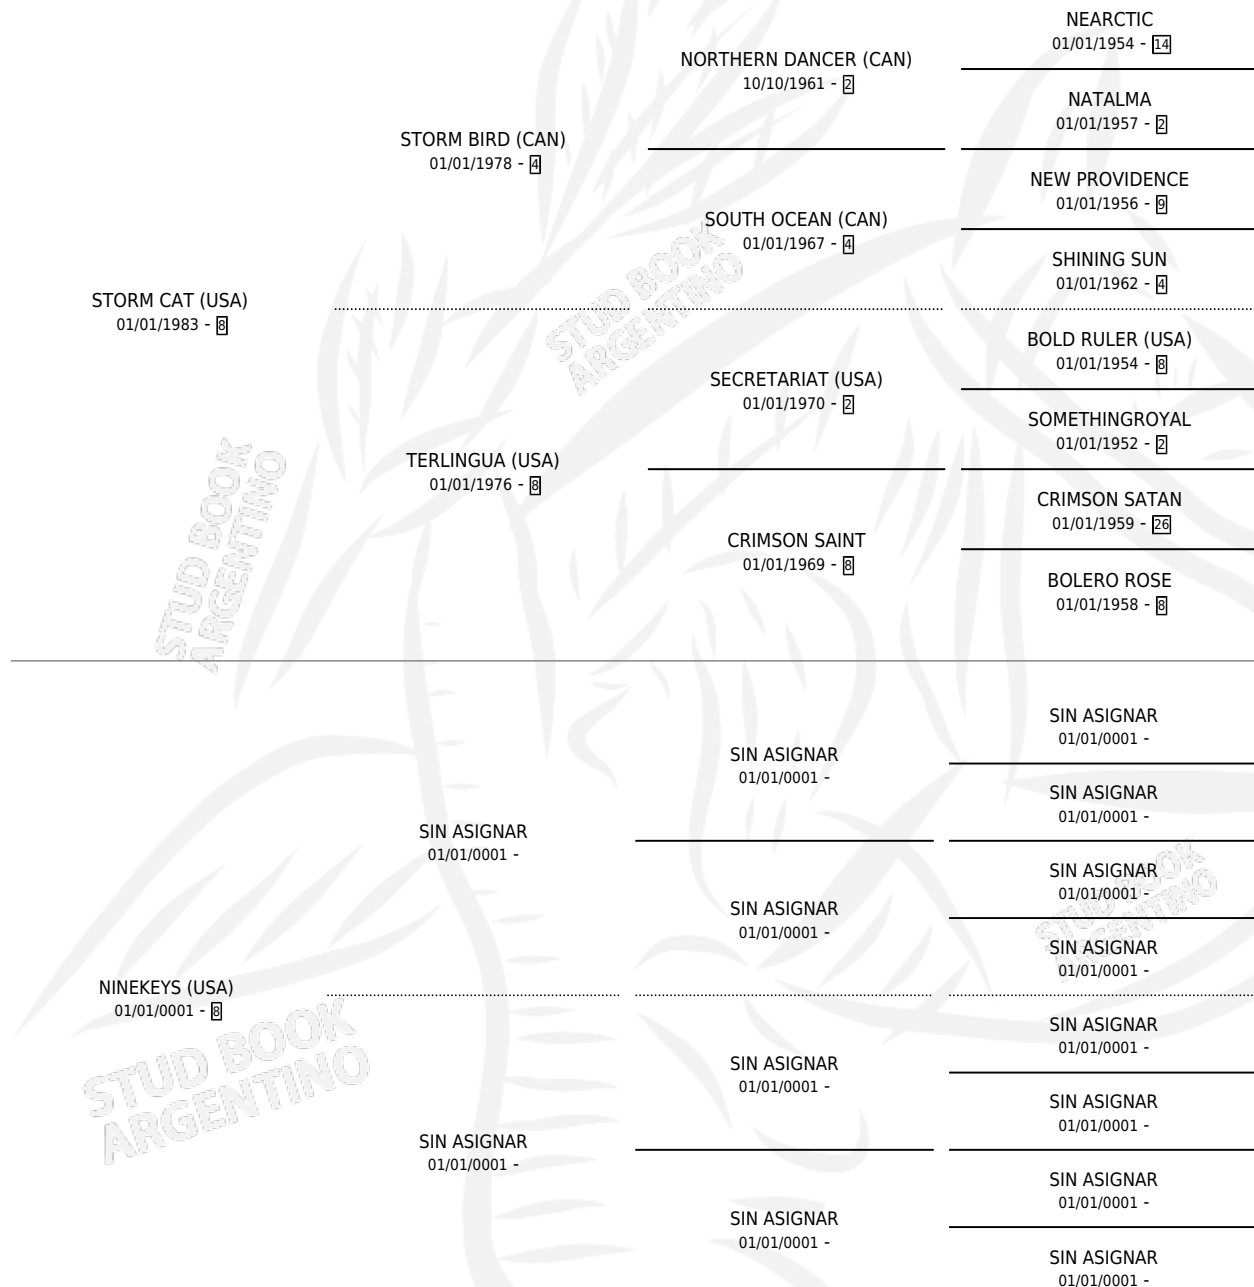 NEARCTIC
01/01/1954 - 14
NORTHERN DANCER (CAN)
10/10/1961 - 2
NATALMA
01/01/1957 - 2
STORM BIRD (CAN)
01/01/1978 - 4
NEW PROVIDENCE
01/01/1956 - 9
SOUTH OCEAN (CAN)
01/01/1967 - 4
SHINING SUN
01/01/1962 - 4
STORM CAT (USA)
01/01/1983 - 8
BOLD RULER (USA)
01/01/1954 - 8
SECRETARIAT (USA)
01/01/1970 - 2
SOMETHINGROYAL
01/01/1952 - 2
TERLINGUA (USA)
01/01/1976 - 8
CRIMSON SATAN
01/01/1959 - 26
CRIMSON SAINT
01/01/1969 - 8
BOLERO ROSE
01/01/1958 - 8
STUD BOOK
ARGENTINO
STUD BOOK
ARGENTINO
SIN ASIGNAR
01/01/0001 -
SIN ASIGNAR
01/01/0001 -
SIN ASIGNAR
01/01/0001 -
SIN ASIGNAR
01/01/0001 -
SIN ASIGNAR
01/01/0001 -
SIN ASIGNAR
01/01/0001 -
SIN ASIGNAR
01/01/0001 -
STUD BOOK
ARGENTINO
NINEKEYS (USA)
01/01/0001 - 8
SIN ASIGNAR
01/01/0001 -
SIN ASIGNAR
01/01/0001 -
SIN ASIGNAR
01/01/0001 -
SIN ASIGNAR
01/01/0001 -
SIN ASIGNAR
01/01/0001 -
SIN ASIGNAR
01/01/0001 -
SIN ASIGNAR
01/01/0001 -
STUD BOOK
ARGENTINO